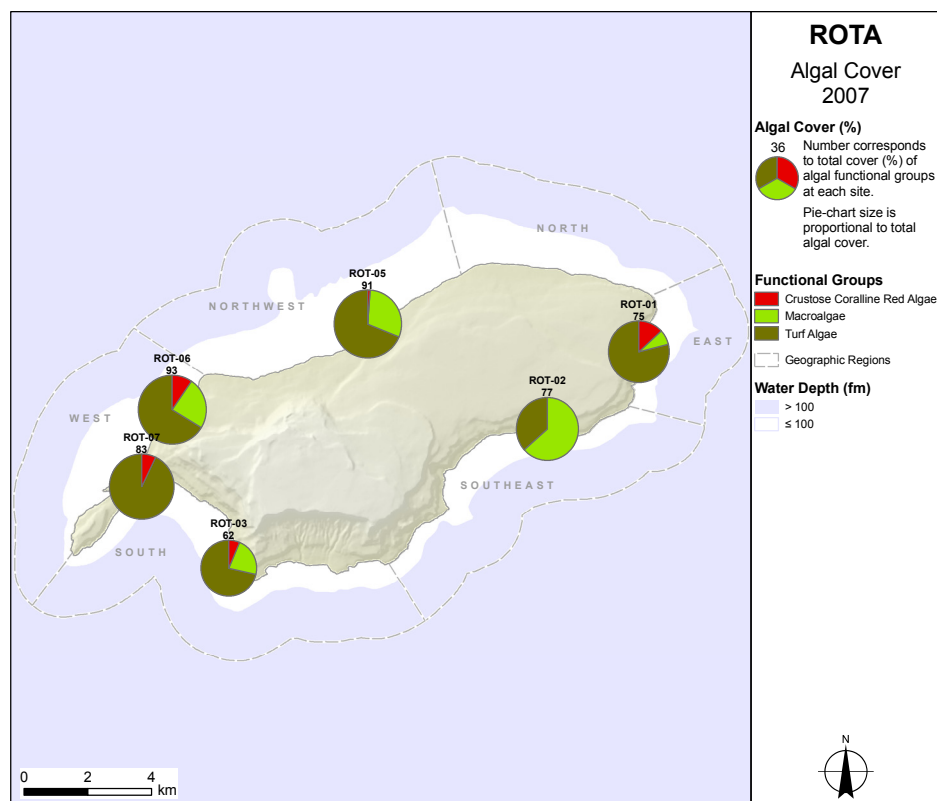 ROTA
Algal Cover
2007
Algal Cover (%)
36
Number corresponds
to total cover (%) of
algal functional groups
at each site.
Pie-chart size is
proportional to total
algal cover.
Functional Groups
Crustose Coralline Red Algae
Macroalgae
Turf Algae
Geographic Regions
Water Depth (fm)
> 100
≤ 100
N
NORTH
ROT-05
91
NORTHWEST
ROT-01
75
EAST
ROT-06
93
ROT-02
77
WEST
ROT-07
83
SOUTHEAST
ROT-03
62
SOUTH
0 2 4
km